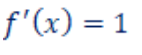 f′(x) = 1